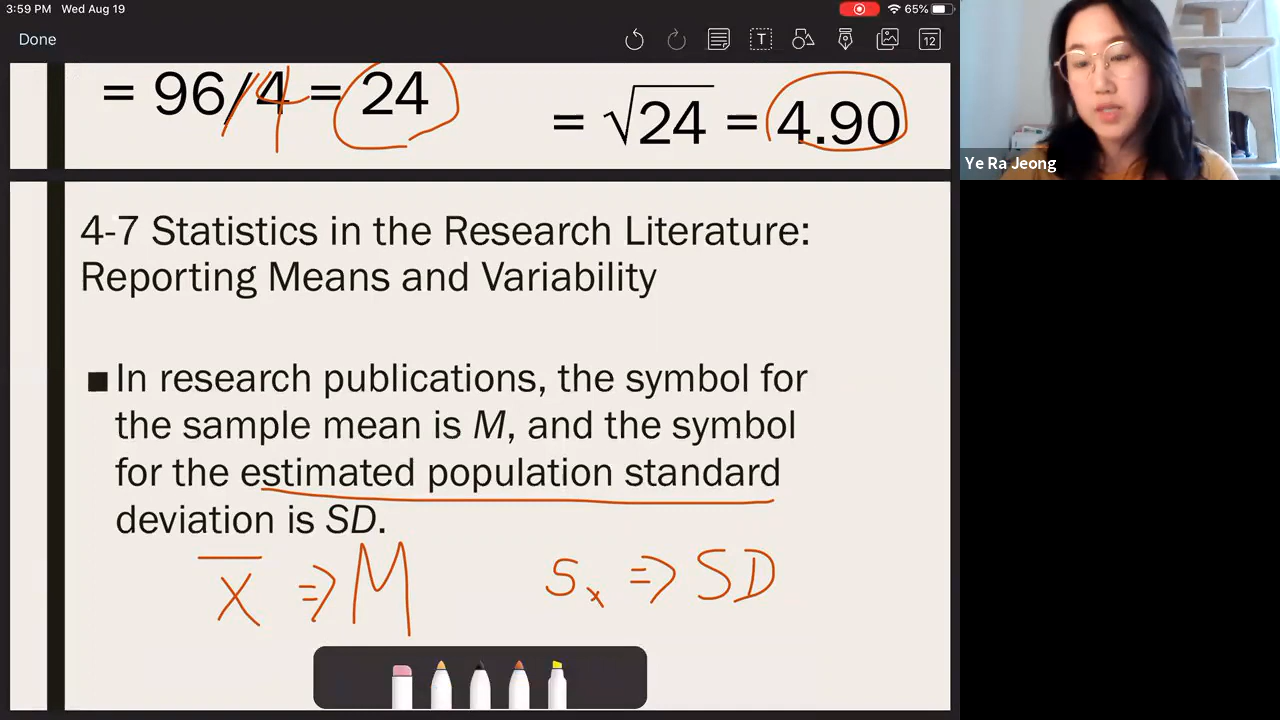 3:59 PM Wed Aug 19
65%
Done
12
= 96/4 = 24
= √24 = 4.90
Ye Ra Jeong
4-7 Statistics in the Research Literature:
Reporting Means and Variability
■ In research publications, the symbol for
the sample mean is M, and the symbol
for the estimated population standard
deviation is SD.
X̅ => M
Sx => SD